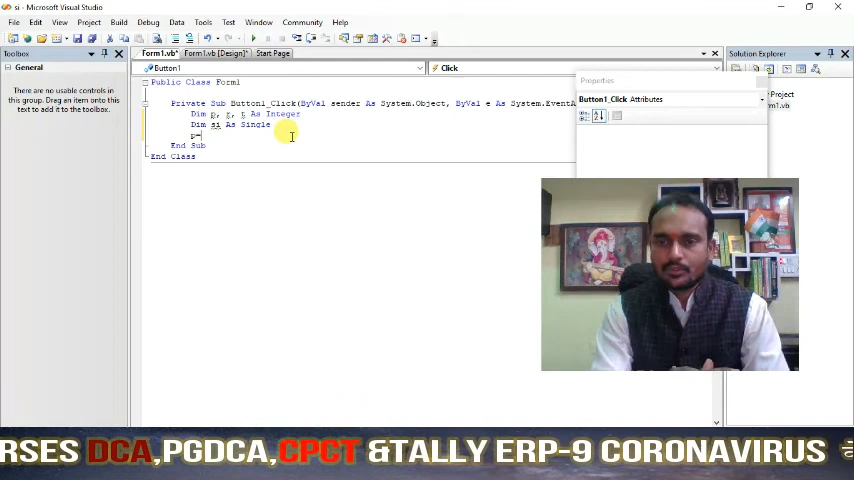 si - Microsoft Visual Studio
File Edit View Project Build Debug Data Tools Test Window Community Help
Toolbox
General
There are no usable controls in
this group. Drag an item onto this
text to add it to the toolbox.
Form1.vb* Form1.vb [Design]* Start Page
Button1
Click
Public Class Form1
Private Sub Button1_Click(ByVal sender As System.Object, ByVal e As System.EventA
Dim p, r, t As Integer
Dim si As Single
p=
End Sub
End Class
Properties
Button1_Click Attributes
Solution Explorer
Project
m1.vb
RSES DCA,PGDCA,CPCT &TALLY ERP-9 CORONAVIRUS